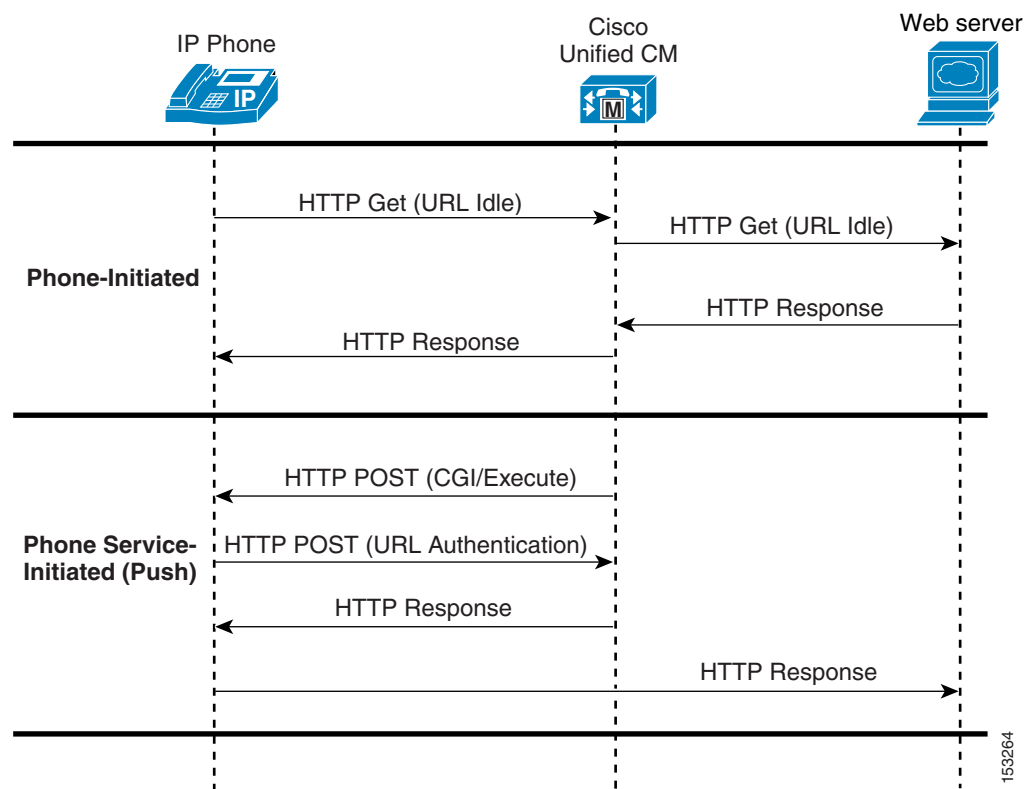 IP Phone
Cisco
Unified CM
Web server
IP
M
HTTP Get (URL Idle)
HTTP Get (URL Idle)
Phone-Initiated
HTTP Response
HTTP Response
HTTP POST (CGI/Execute)
Phone Service-
Initiated (Push)
HTTP POST (URL Authentication)
HTTP Response
HTTP Response
153264